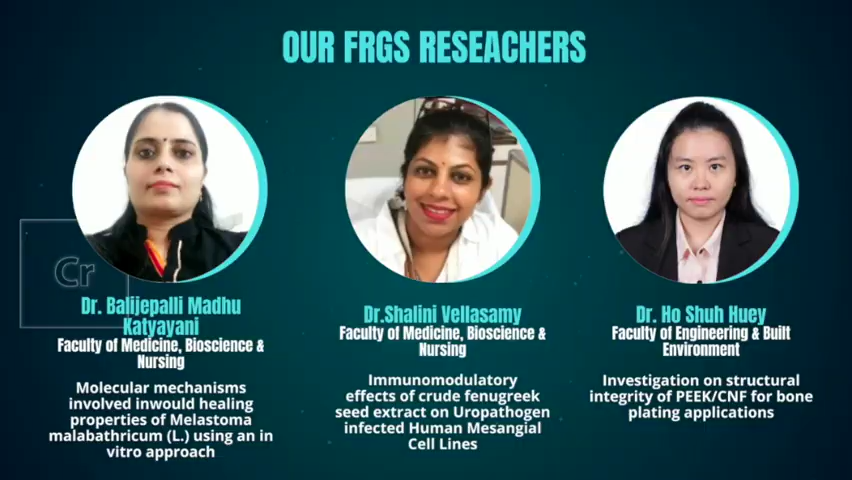 OUR FRGS RESEACHERS
Cr
Dr. Balijepalli Madhu
Katyayani
Faculty of Medicine, Bioscience &
Nursing
Molecular mechanisms
involved inwould healing
properties of Melastoma
malabathricum (L.) using an in
vitro approach
Dr.Shalini Vellasamy
Faculty of Medicine, Bioscience &
Nursing
Immunomodulatory
effects of crude fenugreek
seed extract on Uropathogen
infected Human Mesangial
Cell Lines
Dr. Ho Shuh Huey
Faculty of Engineering & Built
Environment
Investigation on structural
integrity of PEEK/CNF for bone
plating applications